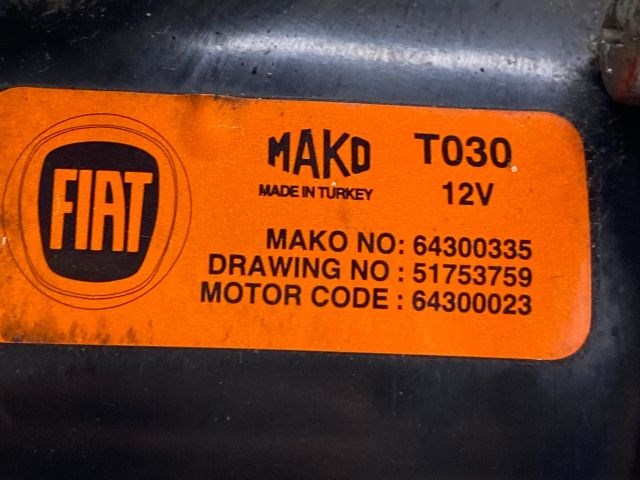 FIAT
MAKO T030
MADE IN TURKEY 12V
MAKO NO: 64300335
DRAWING NO : 51753759
MOTOR CODE : 64300023